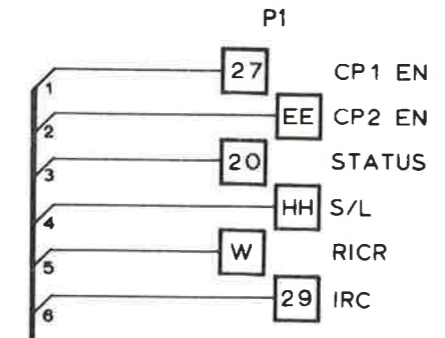 P1
1 27 CP1 EN
2 EE CP2 EN
3 20 STATUS
4 HH S/L
5 W RICR
6 29 IRC